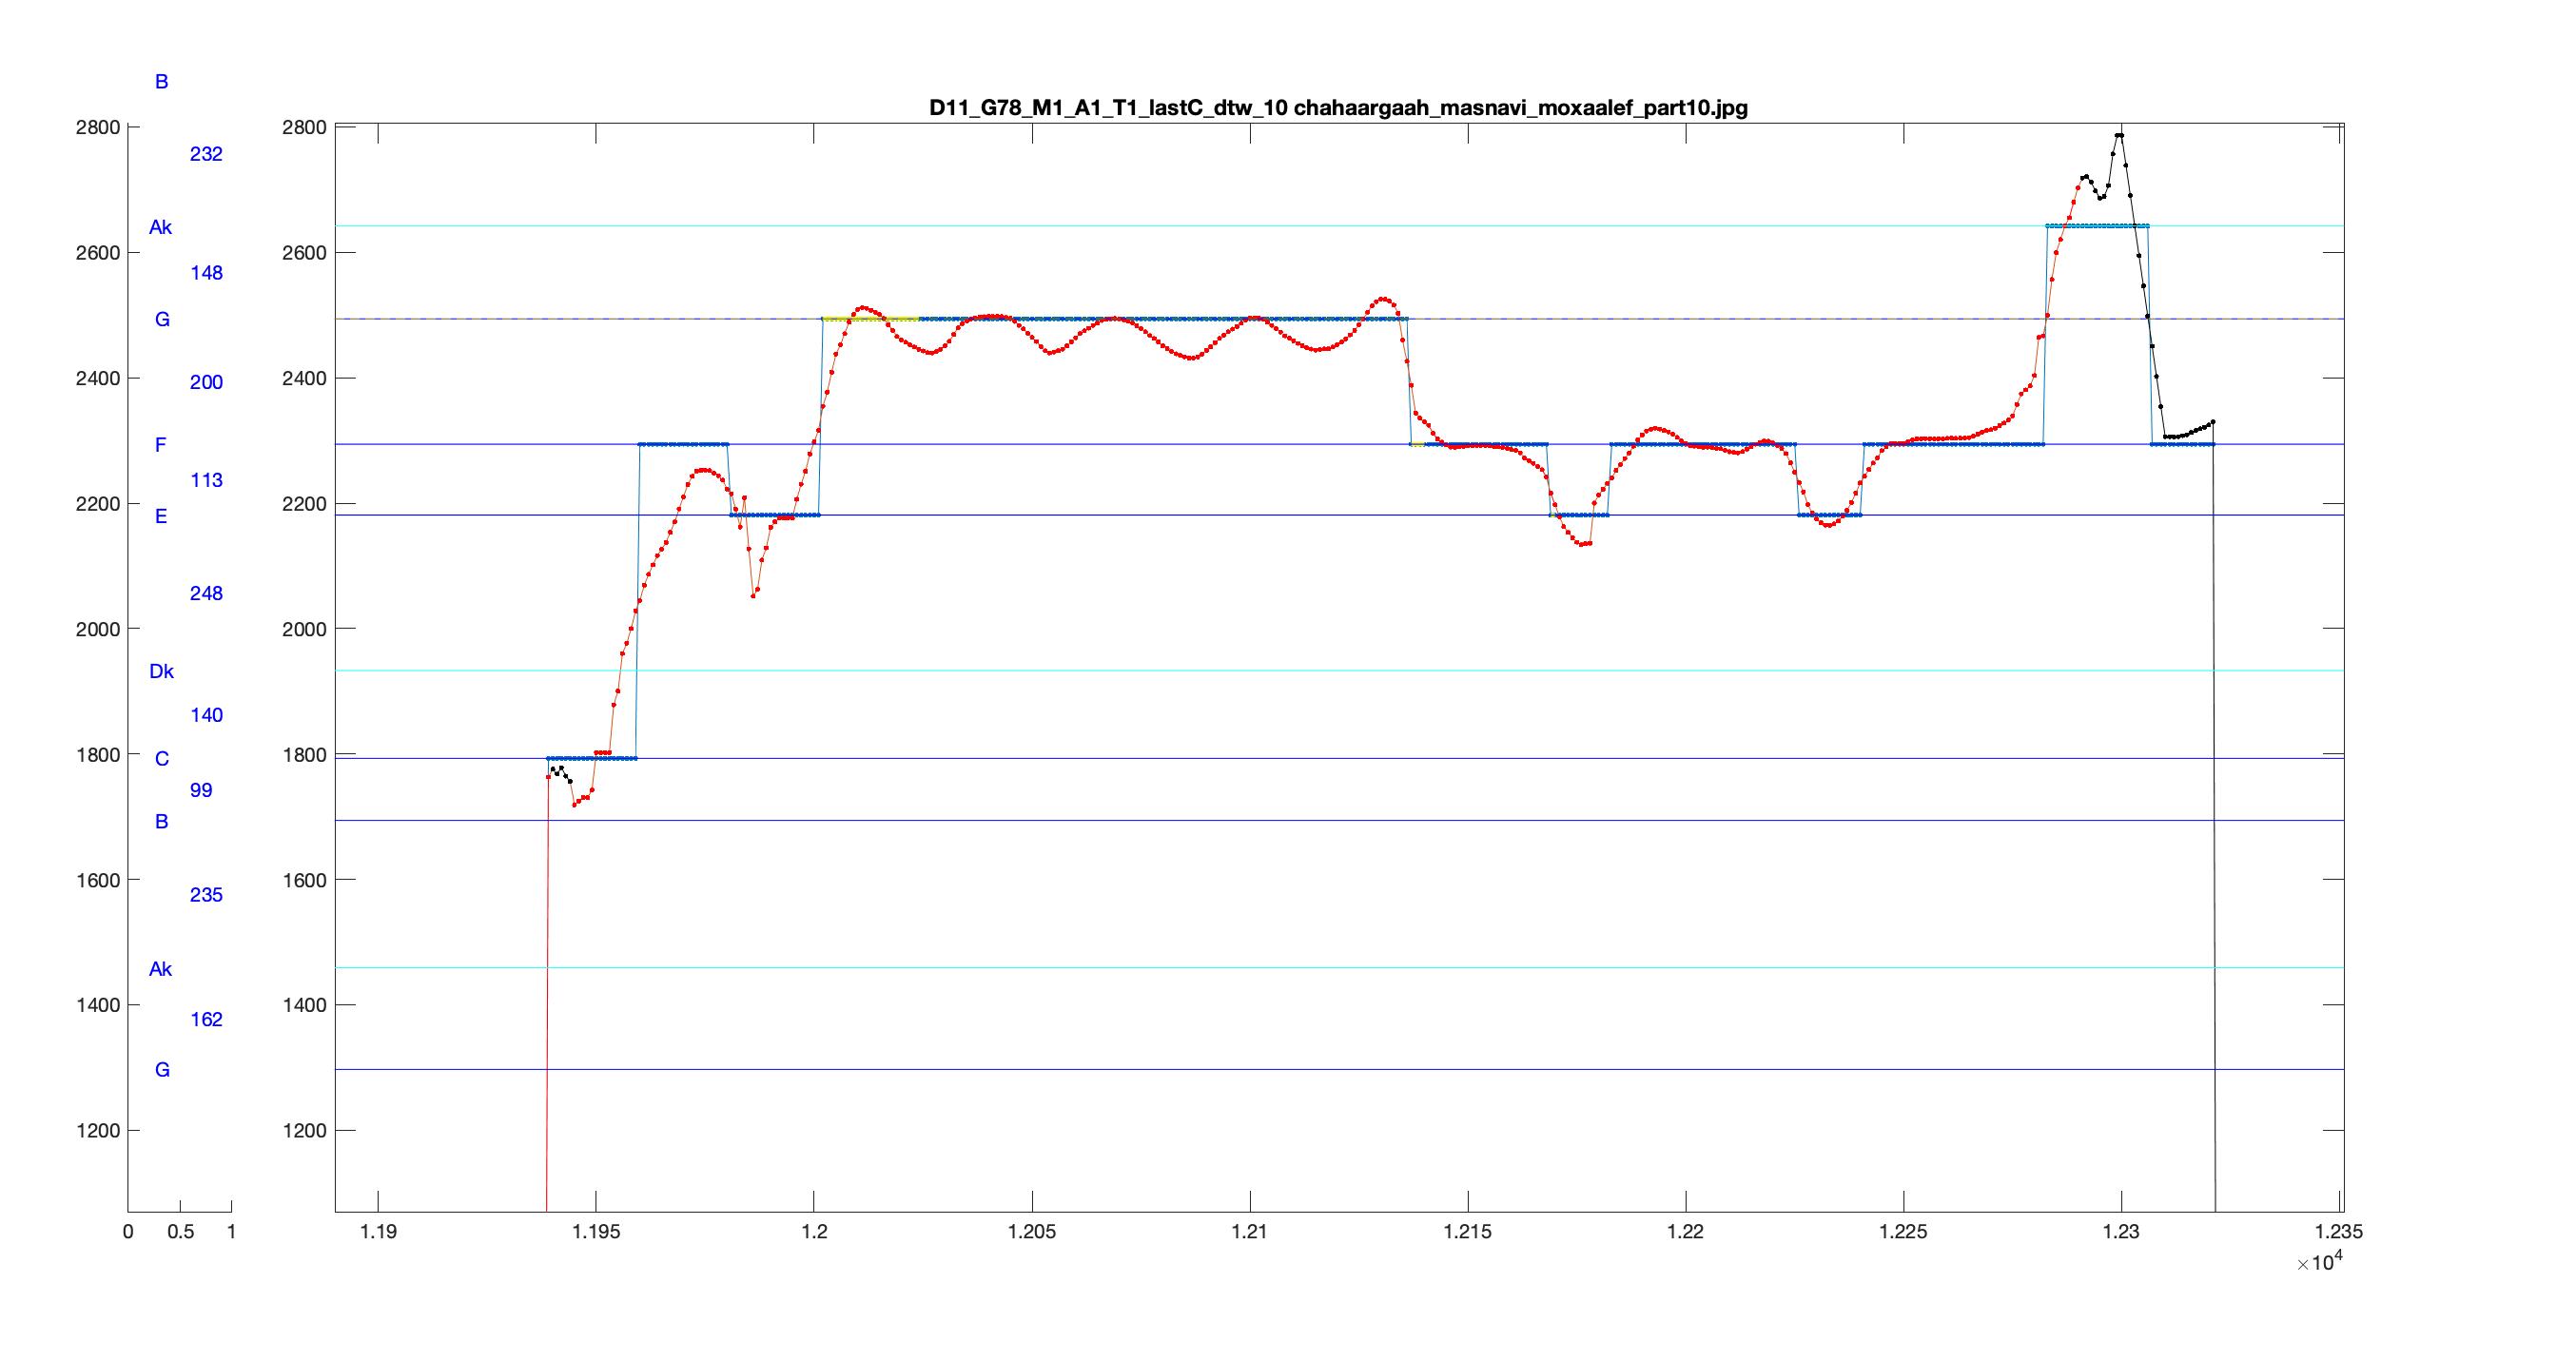 D11_G78_M1_A1_T1_lastC_dtw_10 chahaargaah_masnavi_moxaalef_part10.jpg
B
2800
232
Ak
2600
148
G
2400
200
F
113
2200
E
248
2000
Dk
140
1800
C
99
B
1600
235
Ak
1400
162
G
1200
0 0.5 1
2800
2600
2400
2200
2000
1800
1600
1400
1200
1.19 1.195 1.2 1.205 1.21 1.215 1.22 1.225 1.23 1.235
×10⁴